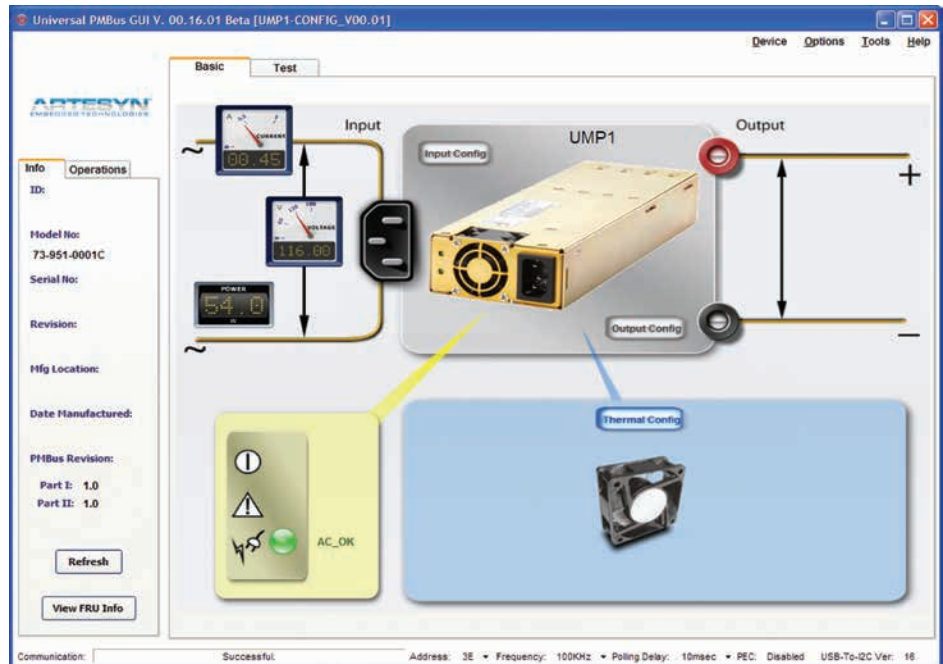 Universal PMBus GUI V. 00.16.01 Beta [UMP1-CONFIG_V00.01]
Device Options Tools Help
Basic Test
ARTESYN
EMBEDDED TECHNOLOGIES
Info Operations
ID:
Model No:
73-951-0001C
Serial No:
Revision:
Mfg Location:
Date Manufactured:
PMBus Revision:
Part I: 1.0
Part II: 1.0
Refresh
View FRU Info
Input
A
CURRENT
00.45
V
VOLTAGE
116.00
POWER
54.0
IN
UMP1
Input Config
Output Config
Output
+
−
AC_OK
Thermal Config
Communication: Successful. Address: 3E Frequency: 100KHz Polling Delay: 10msec PEC: Disabled USB-To-I2C Ver: 16